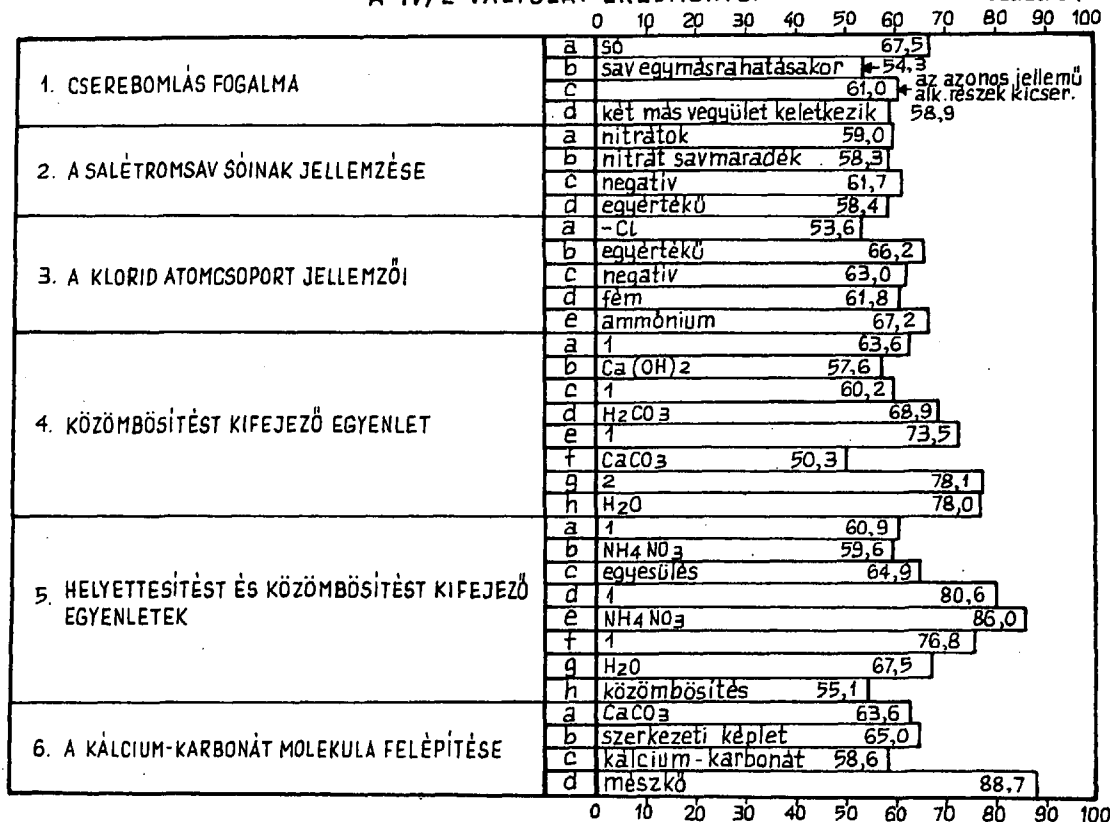 0 10 20 30 40 50 60 70 80 90 100
1. CSEREBOMLÁS FOGALMA
a só 67,5
b sav egymásrahatásakor 54,3
c 61,0 az azonos jellemű
alk. részek kicser.
d két más vegyület keletkezik 58,9
2. A SALÉTROMSAV SÓINAK JELLEMZÉSE
a nitrátok 59,0
b nitrát savmaradék 58,3
c negatív 61,7
d egyértékű 58,4
3. A KLORID ATOMCSOPORT JELLEMZŐI
a -Cl 53,6
b egyértékű 66,2
c negatív 63,0
d fém 61,8
e ammónium 67,2
4. KÖZÖMBÖSÍTÉST KIFEJEZŐ EGYENLET
a 1 63,6
b Ca(OH)2 57,6
c 1 60,2
d H2CO3 68,9
e 1 73,5
f CaCO3 50,3
g 2 78,1
h H2O 78,0
5. HELYETTESÍTÉST ÉS KÖZÖMBÖSÍTÉST KIFEJEZŐ
EGYENLETEK
a 1 60,9
b NH4NO3 59,6
c egyesülés 64,9
d 1 80,6
e NH4NO3 86,0
f 1 76,8
g H2O 67,5
h közömbösítés 55,1
6. A KÁLCIUM-KARBONÁT MOLEKULA FELÉPÍTÉSE
a CaCO3 63,6
b szerkezeti képlet 65,0
c kálcium-karbonát 58,6
d mészkő 88,7
0 10 20 30 40 50 60 70 80 90 100